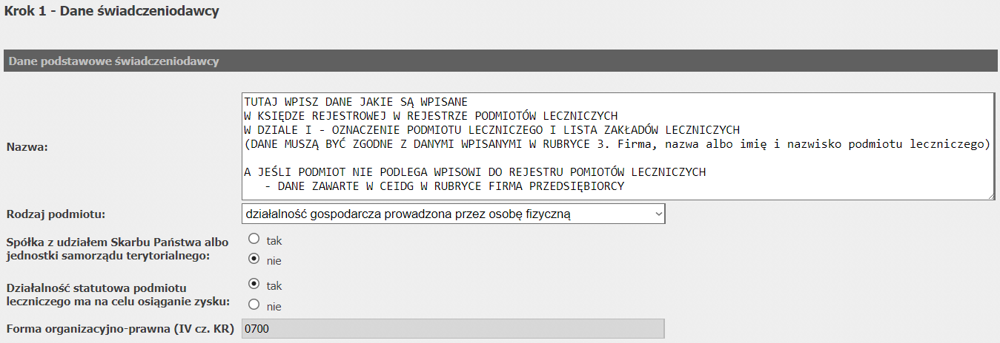 Krok 1 - Dane świadczeniodawcy
Dane podstawowe świadczeniodawcy
Nazwa:
TUTAJ WPISZ DANE JAKIE SĄ WPISANE
W KSIĘDZE REJESTROWEJ W REJESTRZE PODMIOTÓW LECZNICZYCH
W DZIALE I - OZNACZENIE PODMIOTU LECZNICZEGO I LISTA ZAKŁADÓW LECZNICZYCH
(DANE MUSZĄ BYĆ ZGODNE Z DANYMI WPISANYMI W RUBRYCE 3. Firma, nazwa albo imię i nazwisko podmiotu leczniczego)
A JEŚLI PODMIOT NIE PODLEGA WPISOWI DO REJESTRU POMIOTÓW LECZNICZYCH
- DANE ZAWARTE W CEIDG W RUBRYCE FIRMA PRZEDSIĘBIORCY
Rodzaj podmiotu:
działalność gospodarcza prowadzona przez osobę fizyczną
Spółka z udziałem Skarbu Państwa albo
jednostki samorządu terytorialnego:
tak
nie
Działalność statutowa podmiotu
leczniczego ma na celu osiąganie zysku:
tak
nie
Forma organizacyjno-prawna (IV cz. KR)
0700